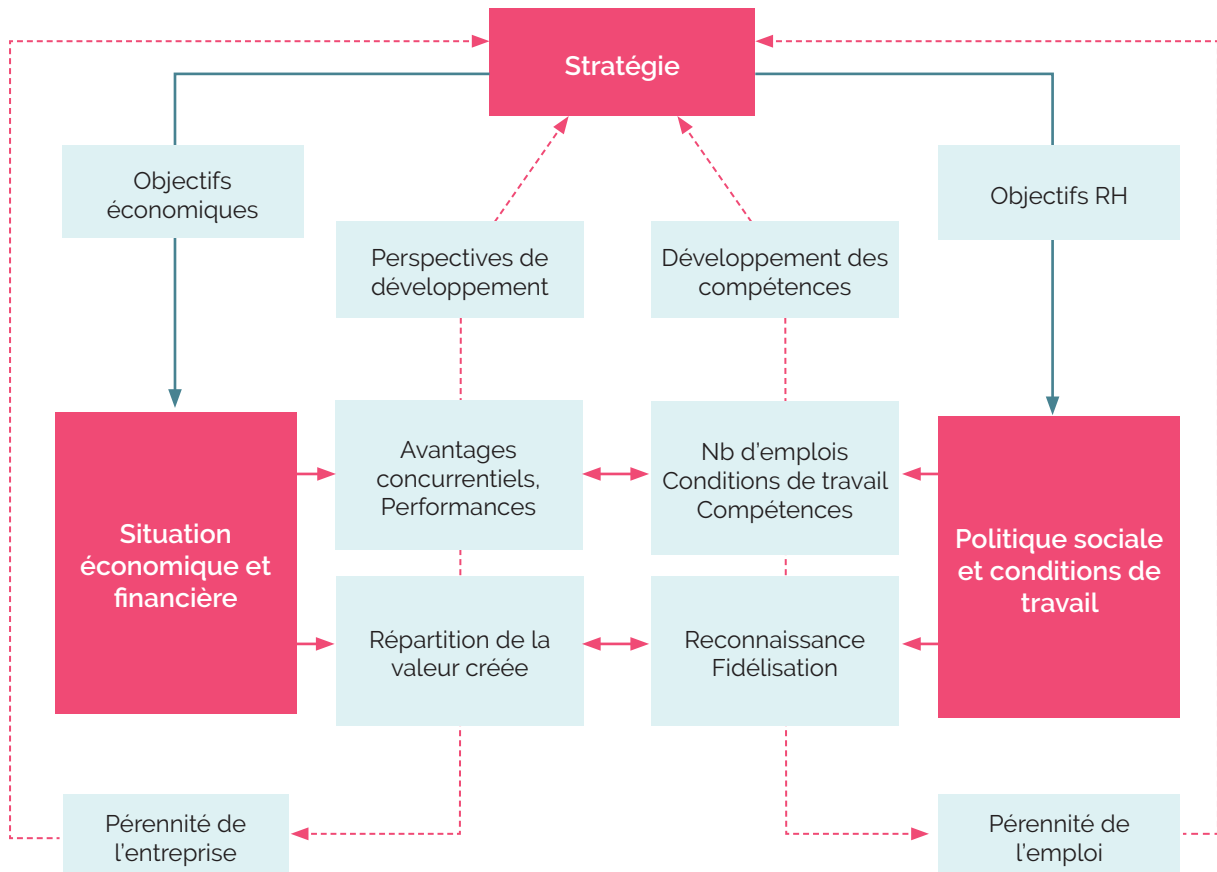 Stratégie
Objectifs
économiques
Objectifs RH
Perspectives de
développement
Développement des
compétences
Avantages
concurrentiels,
Performances
Nb d’emplois
Conditions de travail
Compétences
Situation
économique et
financière
Politique sociale
et conditions de
travail
Répartition de la
valeur créée
Reconnaissance
Fidélisation
Pérennité de
l’entreprise
Pérennité de
l’emploi